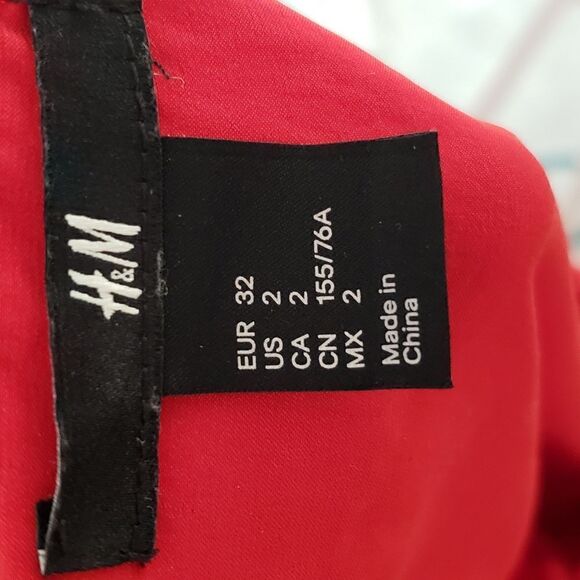 H&M
EUR 32
US 2
CA 2
CN 155/76A
MX 2
Made in
China